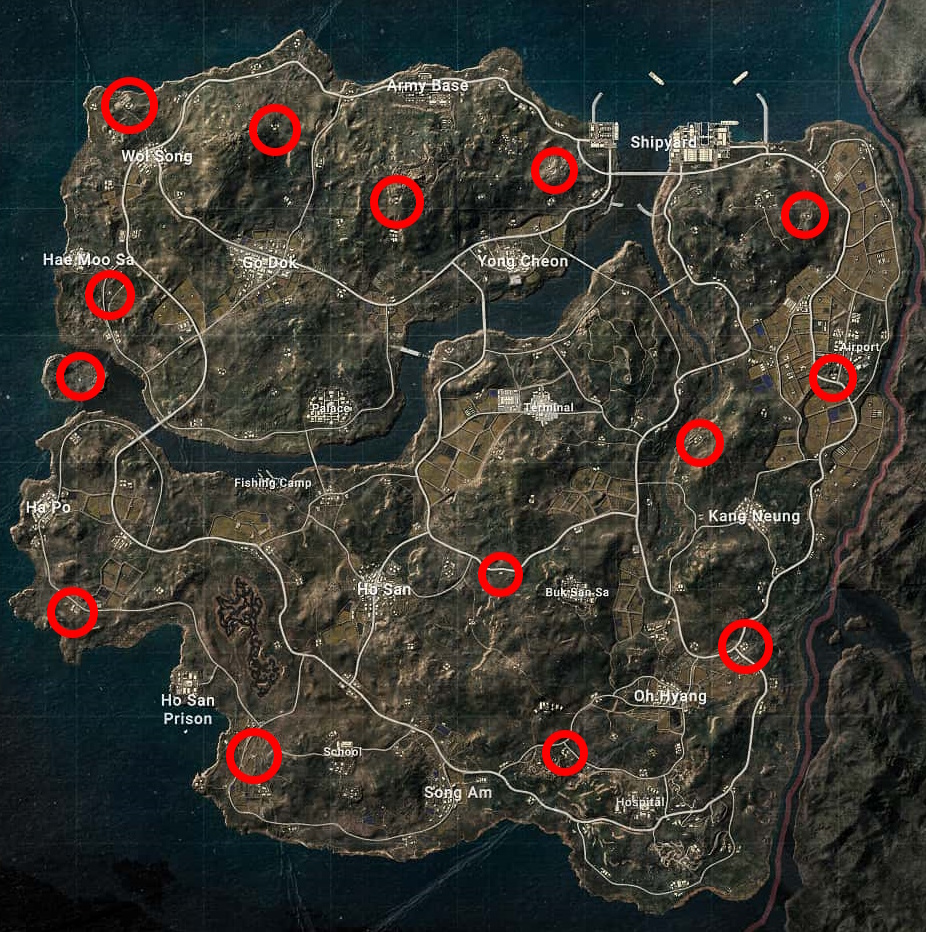 Army Base
Shipyard
Wol Song
Hae Moo Sa
Go Dok
Yong Cheon
Airport
Palace
Terminal
Fishing Camp
Ha Po
Kang Neung
Ho San
Buk San Sa
Ho San
Prison
Oh Hyang
School
Song Am
Hospital